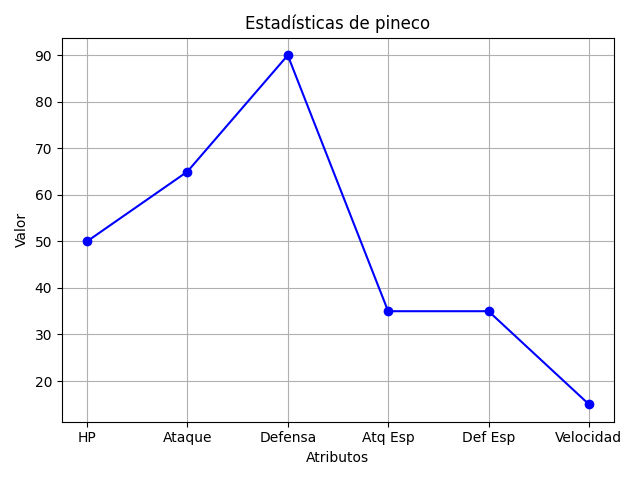 Estadísticas de pineco
Valor
90
80
70
60
50
40
30
20
HP Ataque Defensa Atq Esp Def Esp Velocidad
Atributos